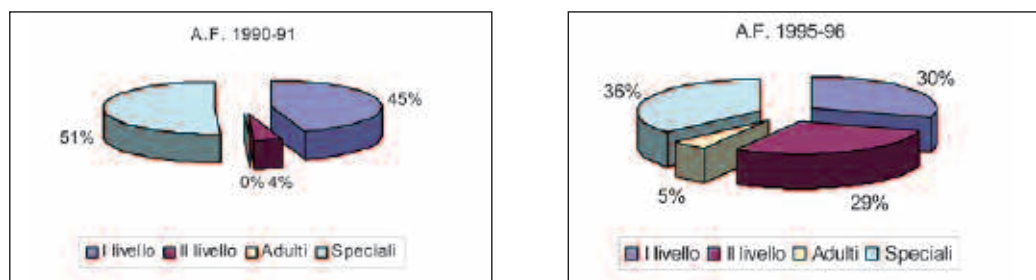 A.F. 1990-91
45%
51%
0% 4%
I livello II livello Adulti Speciali
A.F. 1995-96
36%
30%
5%
29%
I livello II livello Adulti Speciali